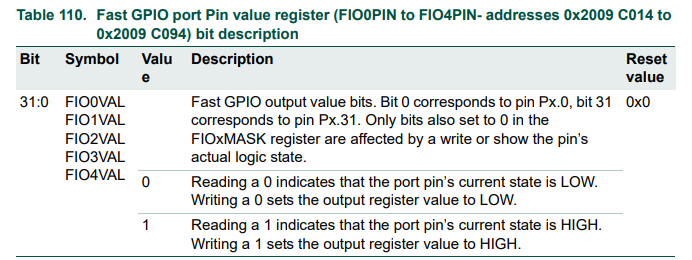 Table 110. Fast GPIO port Pin value register (FIO0PIN to FIO4PIN- addresses 0x2009 C014 to
0x2009 C094) bit description
Bit Symbol Valu Description Reset
e value
31:0 FIO0VAL Fast GPIO output value bits. Bit 0 corresponds to pin Px.0, bit 31 0x0
FIO1VAL corresponds to pin Px.31. Only bits also set to 0 in the
FIO2VAL FIOxMASK register are affected by a write or show the pin's
FIO3VAL actual logic state.
FIO4VAL 0 Reading a 0 indicates that the port pin's current state is LOW.
Writing a 0 sets the output register value to LOW.
1 Reading a 1 indicates that the port pin's current state is HIGH.
Writing a 1 sets the output register value to HIGH.